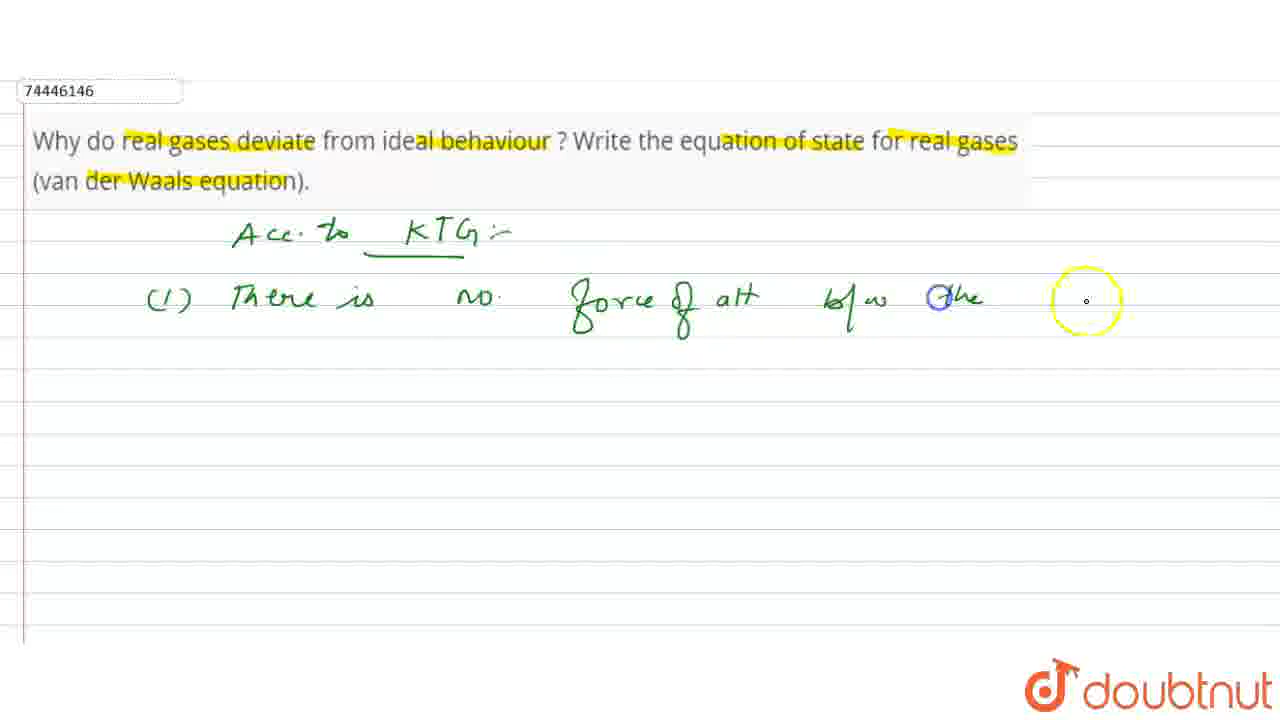 74446146
Why do real gases deviate from ideal behaviour ? Write the equation of state for real gases
(van der Waals equation).
Acc. to KTG :-
(1) There is no. force of att b/w the
doubtnut